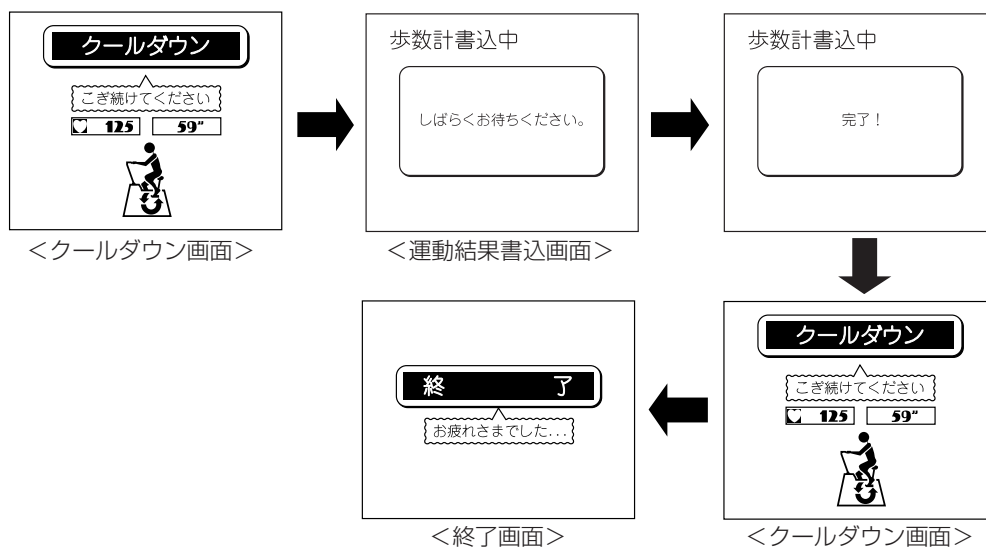 クールダウン
こぎ続けてください
125 59"
<クールダウン画面>
歩数計書込中
しばらくお待ちください。
<運動結果書込画面>
歩数計書込中
完了!
クールダウン
こぎ続けてください
125 59"
<クールダウン画面>
終 了
お疲れさまでした...
<終了画面>